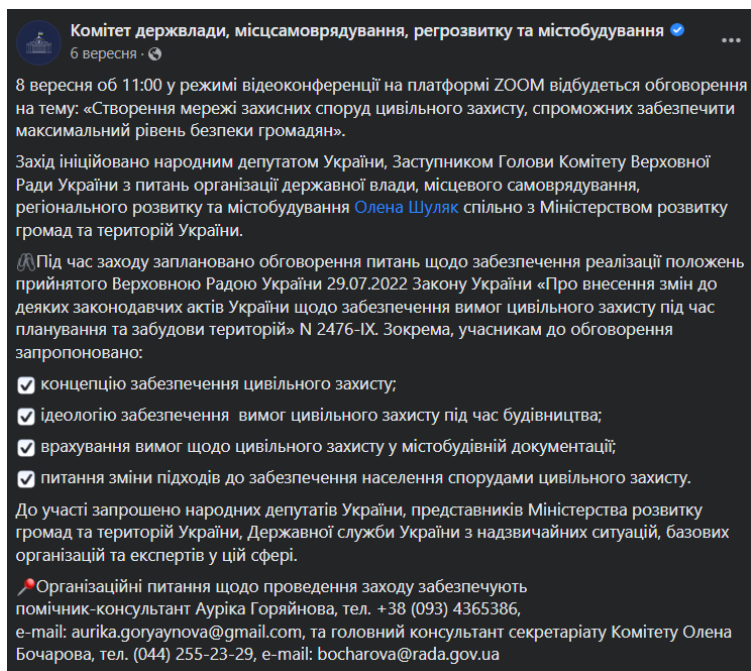 Комітет держвлади, місцсамоврядування, регрозвитку та містобудування
6 вересня ·
8 вересня об 11:00 у режимі відеоконференції на платформі ZOOM відбудеться обговорення
на тему: «Створення мережі захисних споруд цивільного захисту, спроможних забезпечити
максимальний рівень безпеки громадян».
Захід ініційовано народним депутатом України, Заступником Голови Комітету Верховної
Ради України з питань організації державної влади, місцевого самоврядування,
регіонального розвитку та містобудування Олена Шуляк спільно з Міністерством розвитку
громад та територій України.
Під час заходу заплановано обговорення питань щодо забезпечення реалізації положень
прийнятого Верховною Радою України 29.07.2022 Закону України «Про внесення змін до
деяких законодавчих актів України щодо забезпечення вимог цивільного захисту під час
планування та забудови територій» N 2476-IX. Зокрема, учасникам до обговорення
запропоновано:
концепцію забезпечення цивільного захисту;
ідеологію забезпечення вимог цивільного захисту під час будівництва;
врахування вимог щодо цивільного захисту у містобудівній документації;
питання зміни підходів до забезпечення населення спорудами цивільного захисту.
До участі запрошено народних депутатів України, представників Міністерства розвитку
громад та територій України, Державної служби України з надзвичайних ситуацій, базових
організацій та експертів у цій сфері.
Організаційні питання щодо проведення заходу забезпечують
помічник-консультант Ауріка Горяйнова, тел. +38 (093) 4365386,
e-mail: aurika.goryaynova@gmail.com, та головний консультант секретаріату Комітету Олена
Бочарова, тел. (044) 255-23-29, e-mail: bocharova@rada.gov.ua